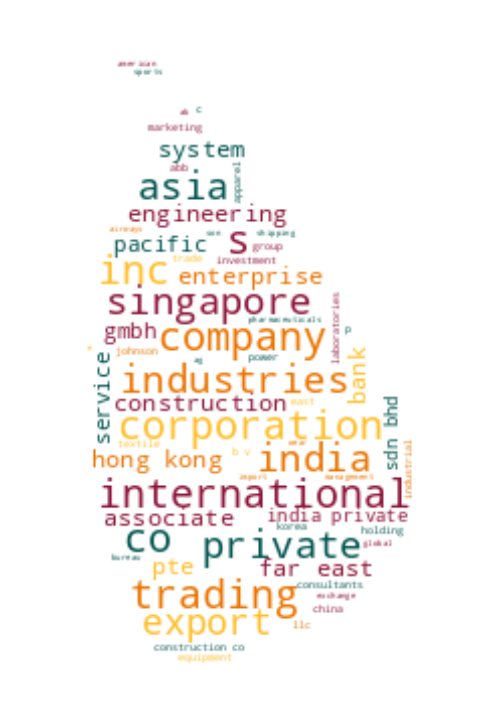 american
sports
ab c
marketing
system
abb
asia
apparel
engineering
airways
son shipping
pacific s group
trade investment
inc enterprise
singapore
laboratories
pharmaceuticals
gmbh company p
johnson
ag power
industries bank
service
construction east
corporation
sdn bhd
textile
b v near
hong kong india
industrial
import management
international
associate india private
korea
holding
co private global
bureau
pte far east
consultants
trading exchange
china
export llc
construction co
equipment